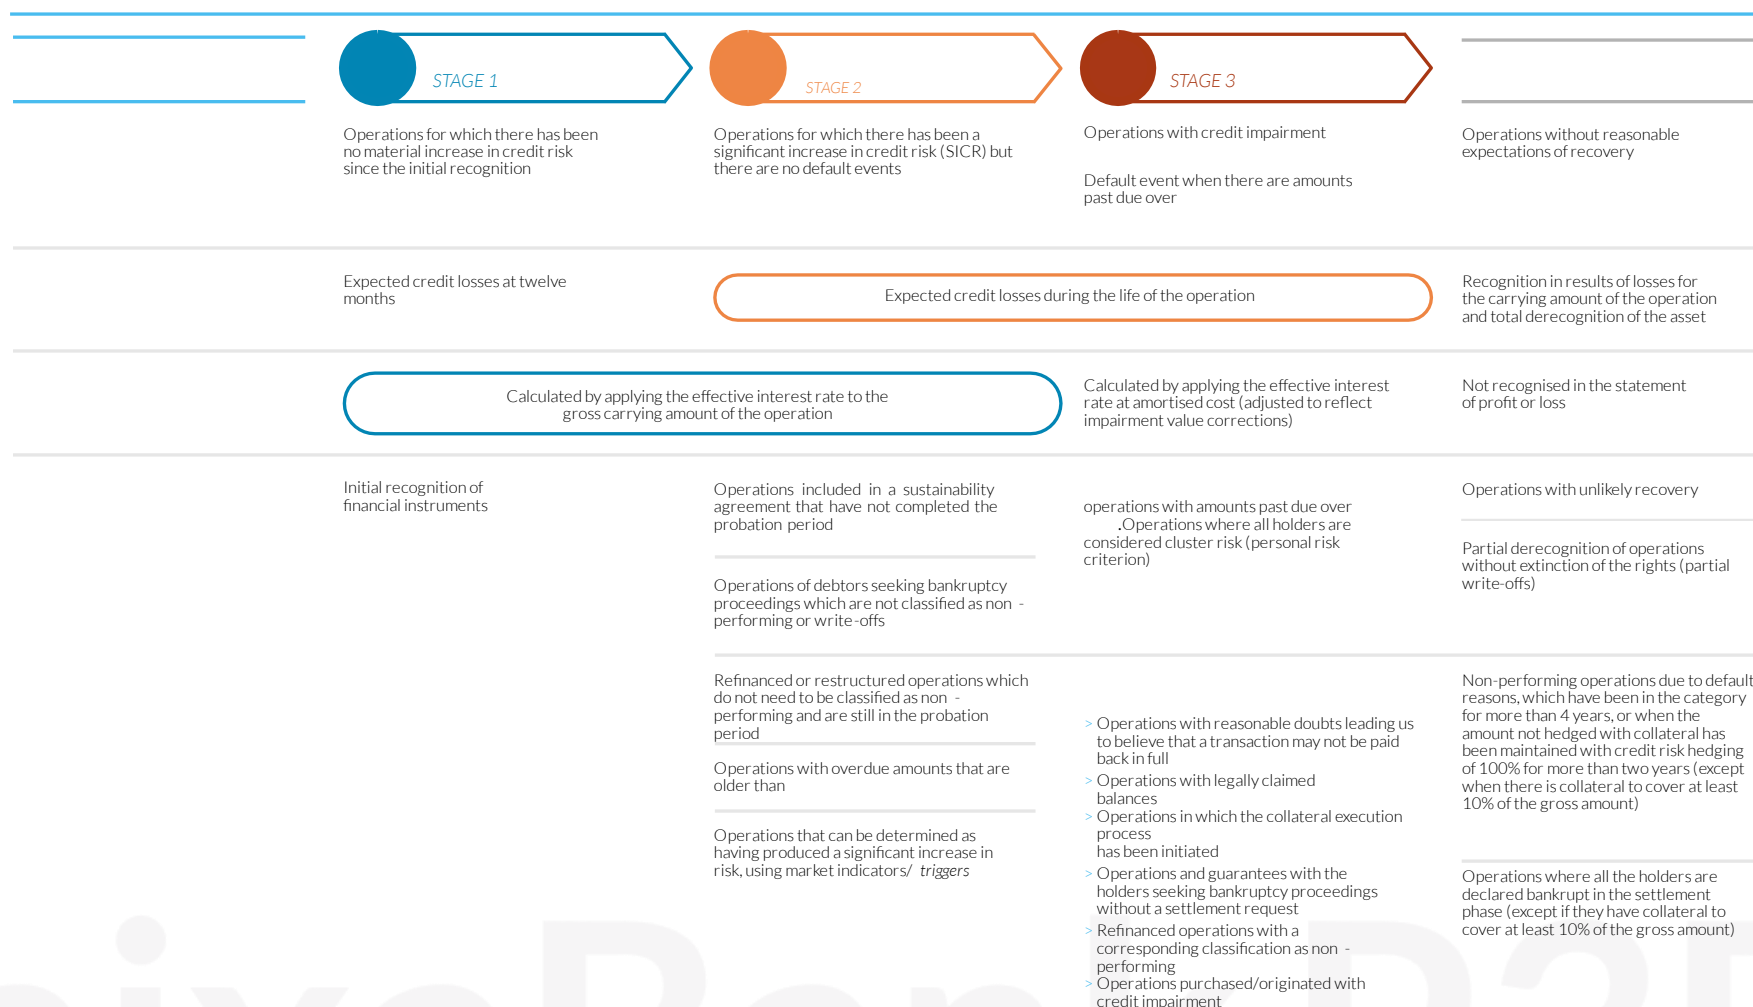 STAGE 1
STAGE 2
STAGE 3
Operations for which there has been
no material increase in credit risk
since the initial recognition
Operations for which there has been a
significant increase in credit risk (SICR) but
there are no default events
Operations with credit impairment
Default event when there are amounts
past due over
Operations without reasonable
expectations of recovery
Expected credit losses at twelve
months
Expected credit losses during the life of the operation
Recognition in results of losses for
the carrying amount of the operation
and total derecognition of the asset
Calculated by applying the effective interest rate to the
gross carrying amount of the operation
Calculated by applying the effective interest
rate at amortised cost (adjusted to reflect
impairment value corrections)
Not recognised in the statement
of profit or loss
Initial recognition of
financial instruments
Operations included in a sustainability
agreement that have not completed the
probation period
Operations of debtors seeking bankruptcy
proceedings which are not classified as non -
performing or write-offs
Refinanced or restructured operations which
do not need to be classified as non -
performing and are still in the probation
period
Operations with overdue amounts that are
older than
Operations that can be determined as
having produced a significant increase in
risk, using market indicators/ triggers
operations with amounts past due over
.Operations where all holders are
considered cluster risk (personal risk
criterion)
> Operations with reasonable doubts leading us
to believe that a transaction may not be paid
back in full
> Operations with legally claimed
balances
> Operations in which the collateral execution
process
has been initiated
> Operations and guarantees with the
holders seeking bankruptcy proceedings
without a settlement request
> Refinanced operations with a
corresponding classification as non -
performing
> Operations purchased/originated with
credit impairment
Operations with unlikely recovery
Partial derecognition of operations
without extinction of the rights (partial
write-offs)
Non-performing operations due to default
reasons, which have been in the category
for more than 4 years, or when the
amount not hedged with collateral has
been maintained with credit risk hedging
of 100% for more than two years (except
when there is collateral to cover at least
10% of the gross amount)
Operations where all the holders are
declared bankrupt in the settlement
phase (except if they have collateral to
cover at least 10% of the gross amount)